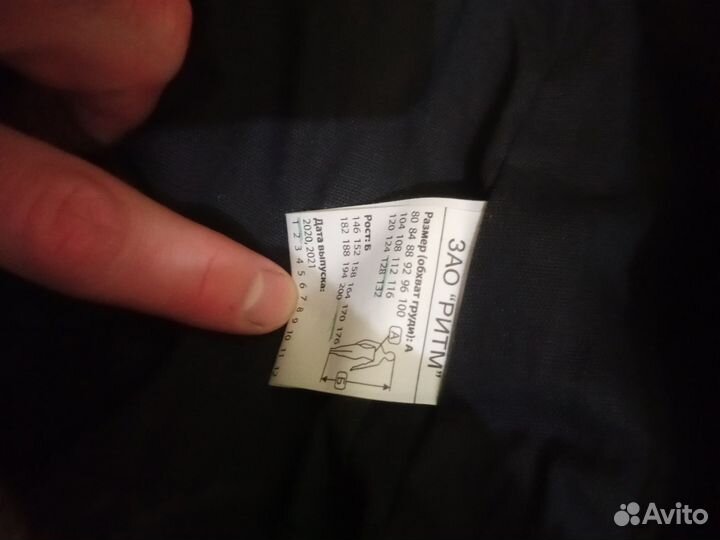 ЗАО "РИТМ"
Размер (обхват груди): А
80 84 88 92 96 100
104 108 112 116
120 124 128 132
А
Рост: Б
146 152 158 164 170 176
182 188 194 200
Б
Дата выпуска:
2020, 2021
1 2 3 4 5 6 7 8 9 10 11 12
Avito